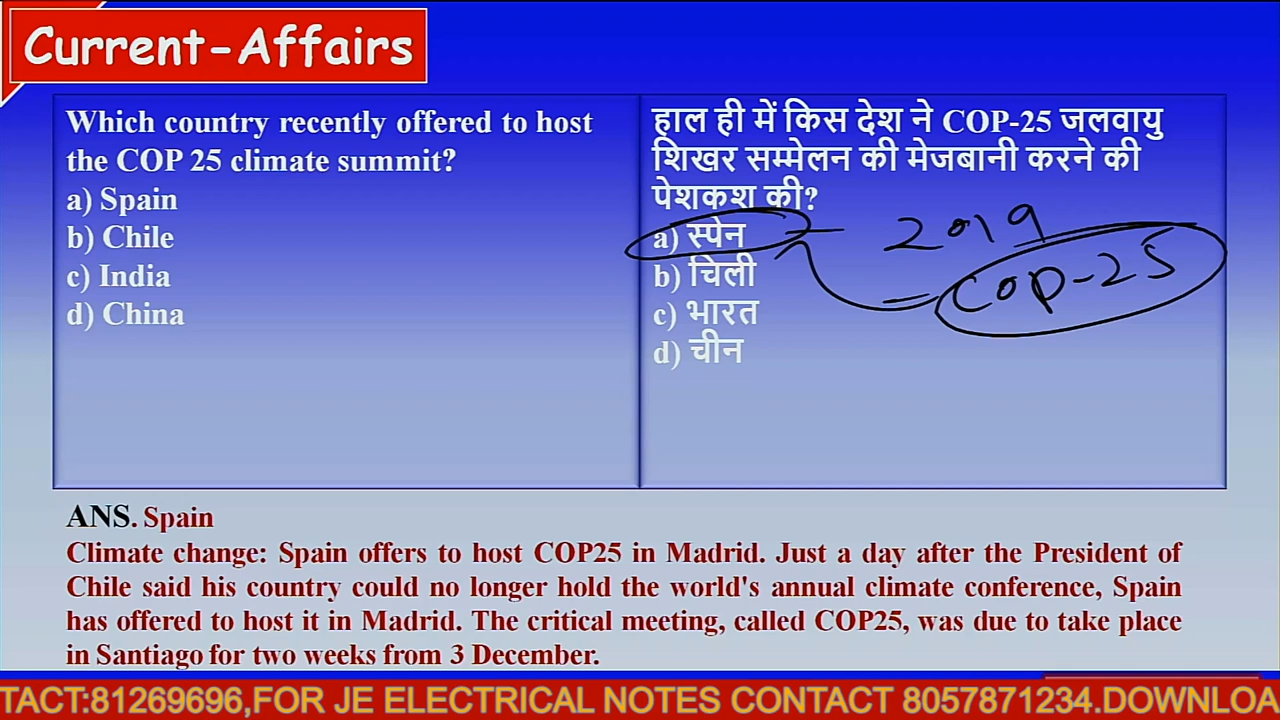 Current-Affairs
Which country recently offered to host
the COP 25 climate summit?
a) Spain
b) Chile
c) India
d) China
हाल ही में किस देश ने COP-25 जलवायु
शिखर सम्मेलन की मेजबानी करने की
पेशकश की?
a) स्पेन
b) चिली
c) भारत
d) चीन
2019
COP-25
ANS. Spain
Climate change: Spain offers to host COP25 in Madrid. Just a day after the President of
Chile said his country could no longer hold the world's annual climate conference, Spain
has offered to host it in Madrid. The critical meeting, called COP25, was due to take place
in Santiago for two weeks from 3 December.
TACT:81269696,FOR JE ELECTRICAL NOTES CONTACT 8057871234.DOWNLOA